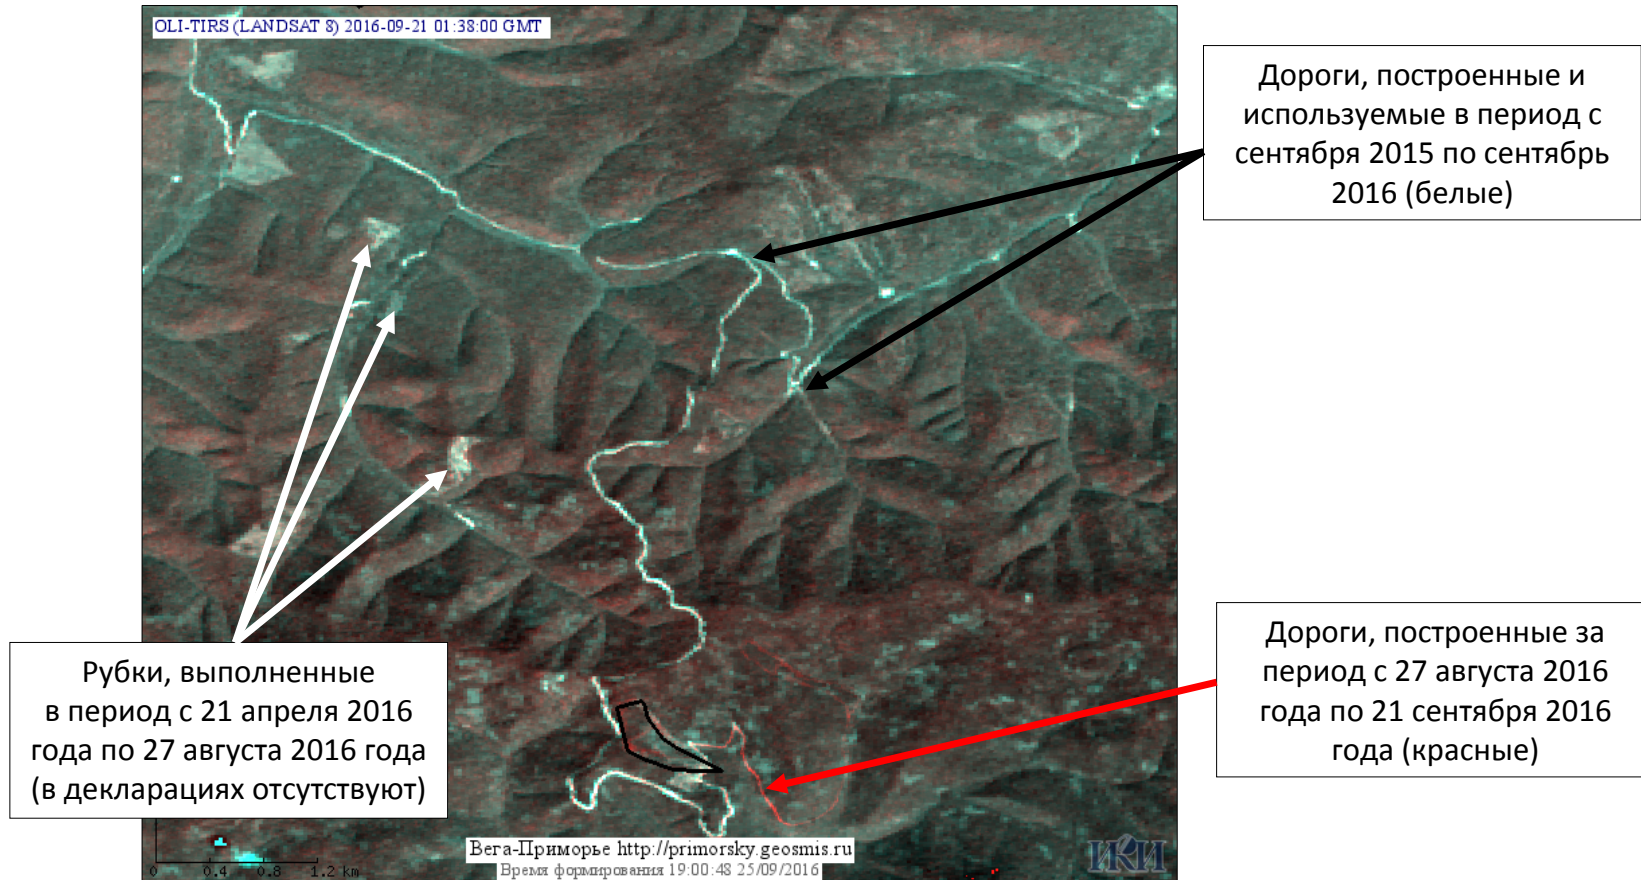 OLI-TIRS (LANDSAT 8) 2016-09-21 01:38:00 GMT
Дороги, построенные и
используемые в период с
сентября 2015 по сентябрь
2016 (белые)
Рубки, выполненные
в период с 21 апреля 2016
года по 27 августа 2016 года
(в декларациях отсутствуют)
Дороги, построенные за
период с 27 августа 2016
года по 21 сентября 2016
года (красные)
0 0.4 0.8 1.2 km
Вега-Приморье http://primorsky.geosmis.ru
Время формирования 19:00:48 25/09/2016
ИКИ